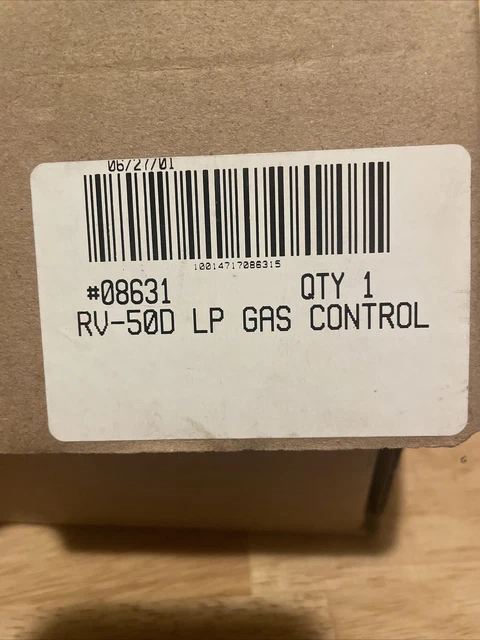 06/27/01
10014717086315
#08631 QTY 1
RV-50D LP GAS CONTROL